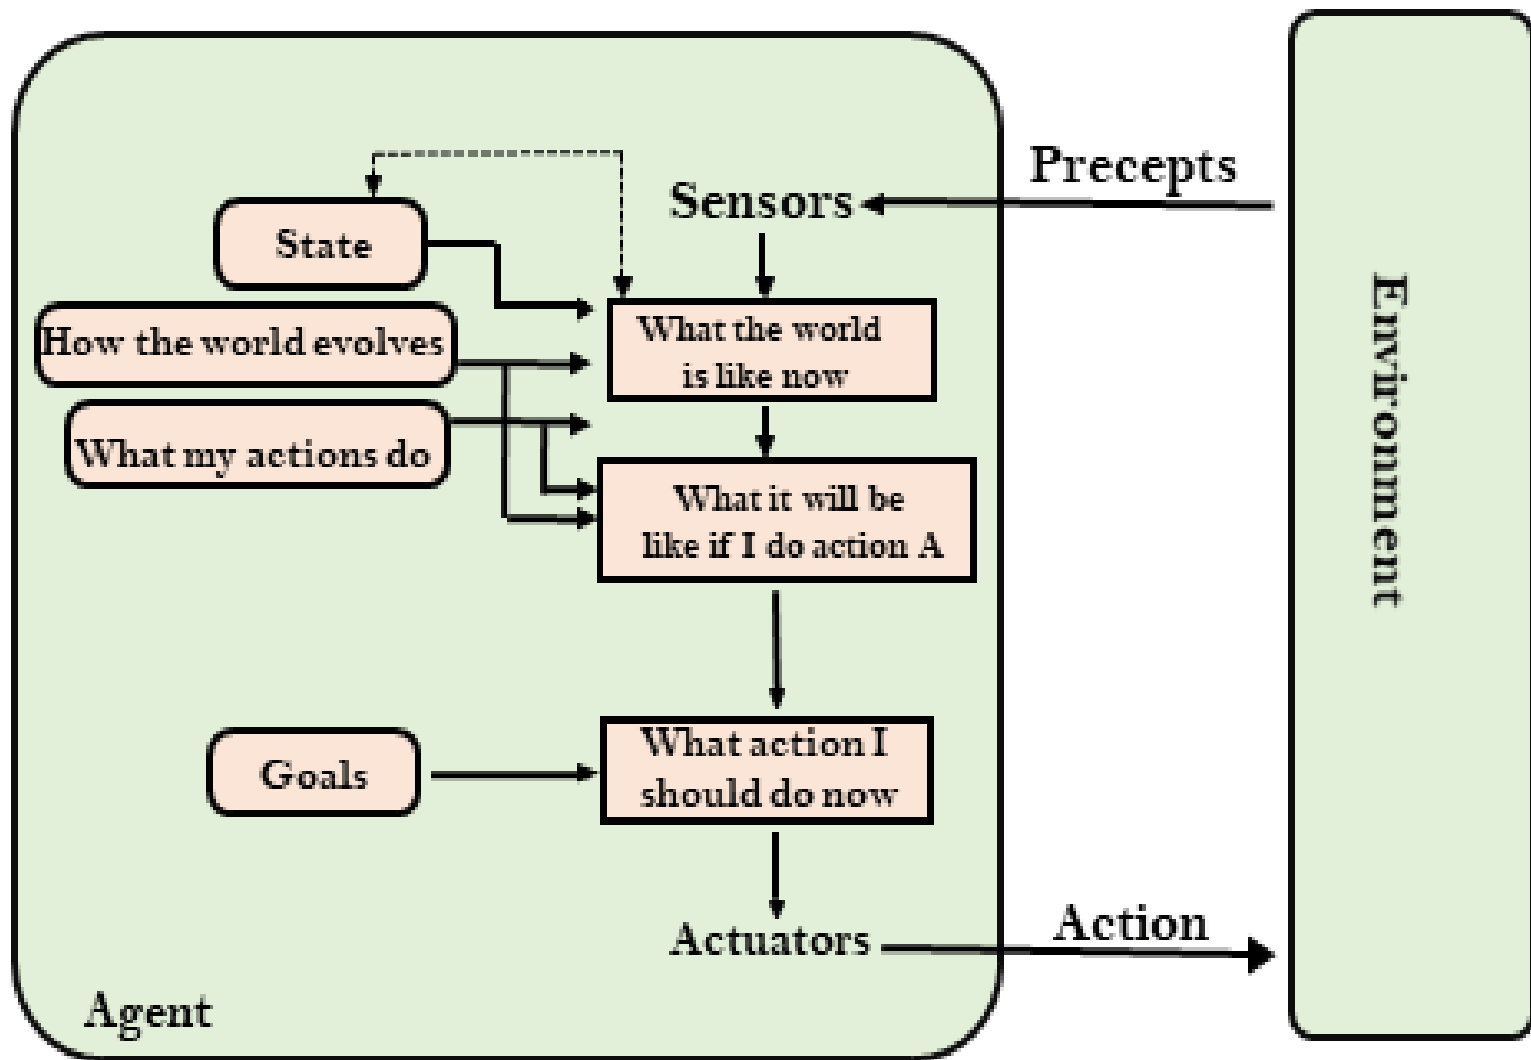 Precepts
Sensors
State
How the world evolves
What my actions do
What the world
is like now
What it will be
like if I do action A
Environment
Goals
What action I
should do now
Actuators
Action
Agent